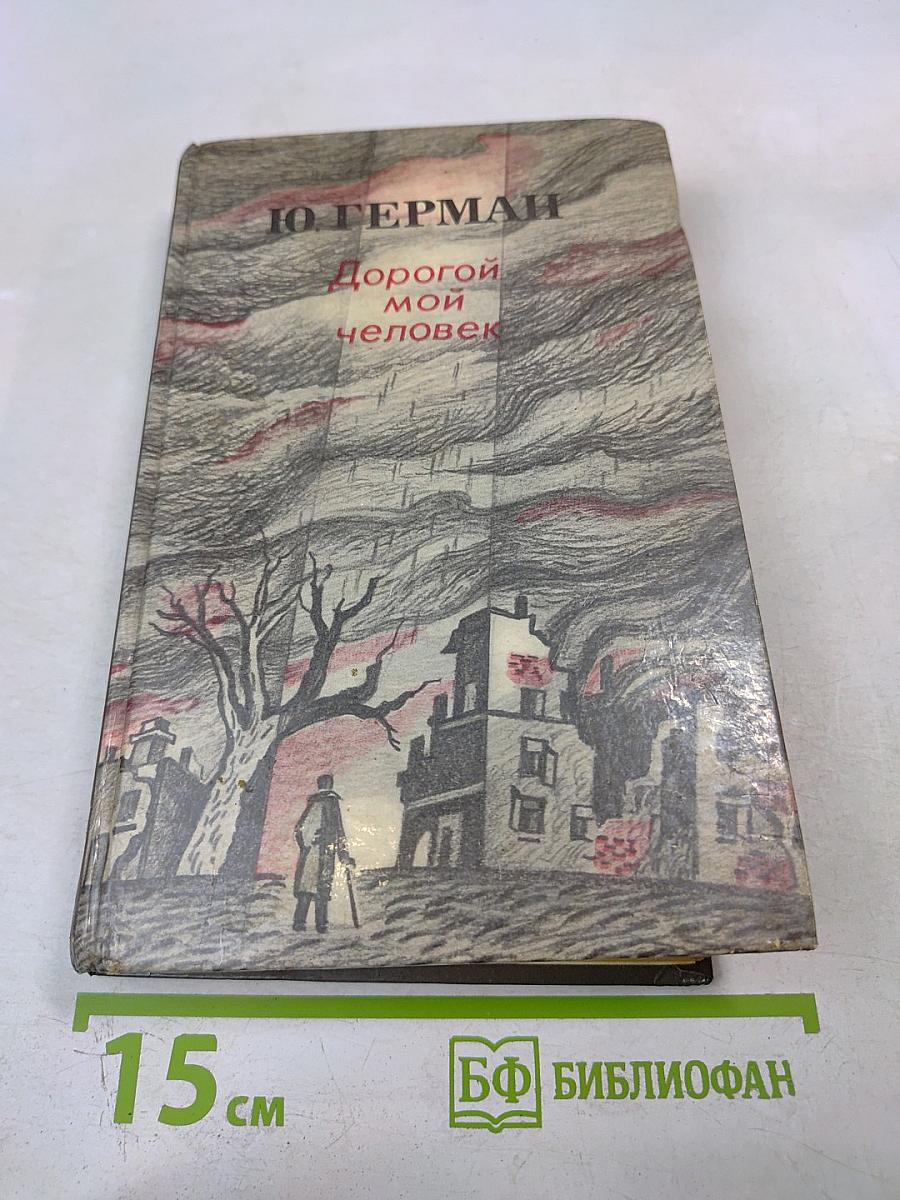 Ю. ГЕРМАН
Дорогой
мой
человек
15 см
БФ БИБЛИОФАН